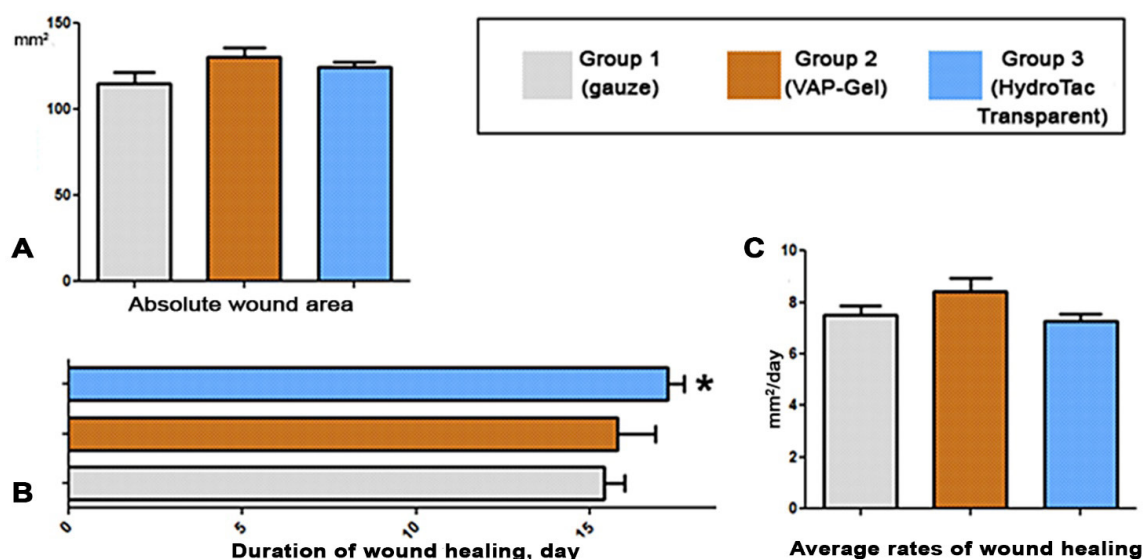 150
mm²
100
50
0
A
Absolute wound area
Group 1
(gauze)
Group 2
(VAP-Gel)
Group 3
(HydroTac
Transparent)
*
B
0
5
10
15
Duration of wound healing, day
C
10
8
6
4
2
0
mm²/day
Average rates of wound healing